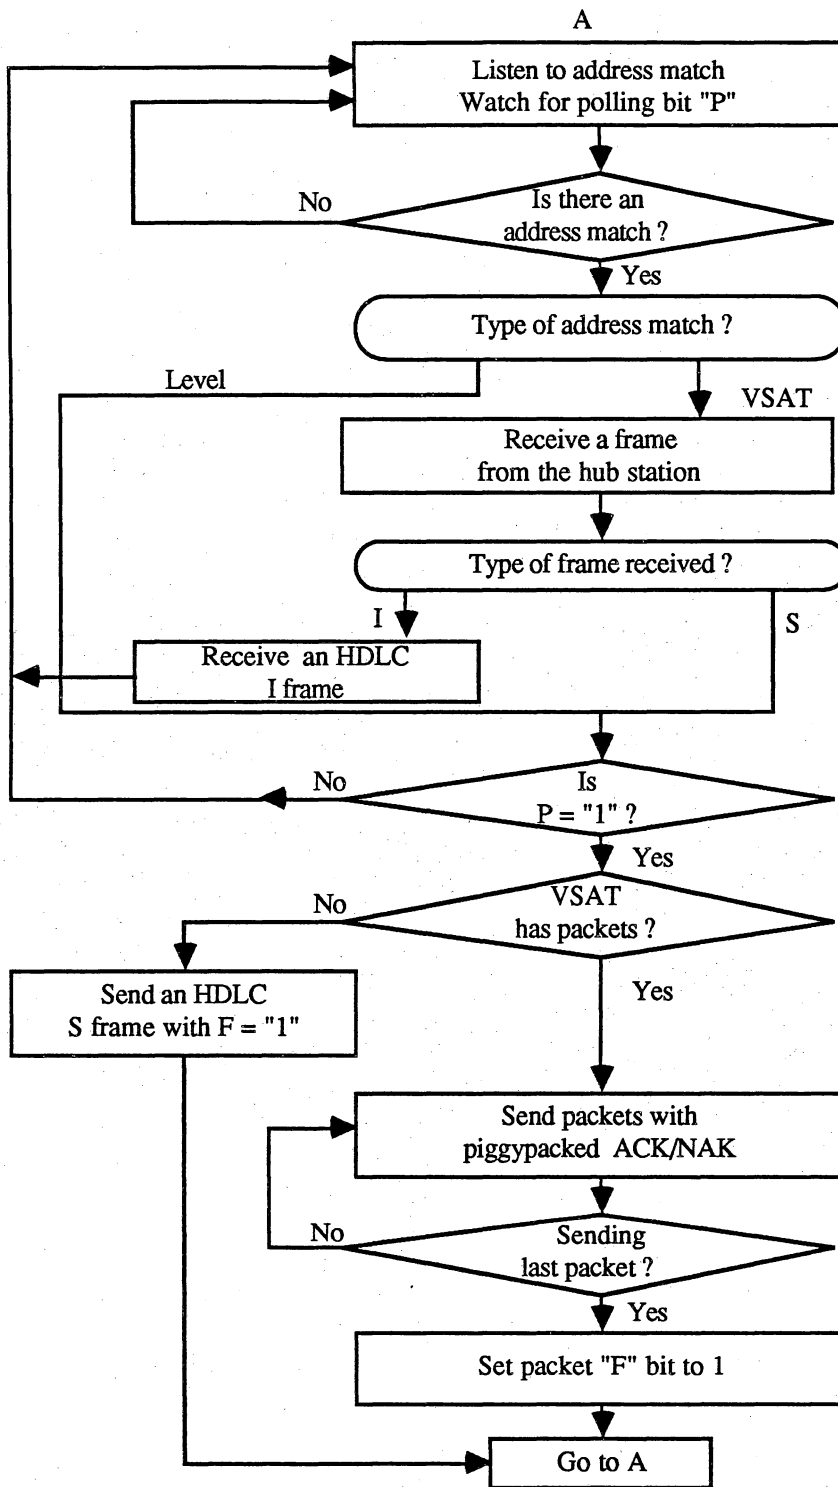 A
Listen to address match
Watch for polling bit "P"
No
Is there an
address match ?
Yes
Type of address match ?
Level
VSAT
Receive a frame
from the hub station
Type of frame received ?
I
S
Receive an HDLC
I frame
No
Is
P = "1" ?
Yes
No
VSAT
has packets ?
Send an HDLC
S frame with F = "1"
Yes
Send packets with
piggypacked ACK/NAK
No
Sending
last packet ?
Yes
Set packet "F" bit to 1
Go to A